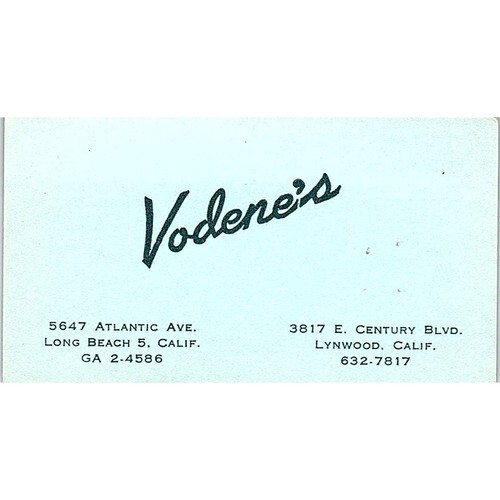 Vodene's
5647 Atlantic Ave.
Long Beach 5, Calif.
GA 2-4586
3817 E. Century Blvd.
Lynwood, Calif.
632-7817